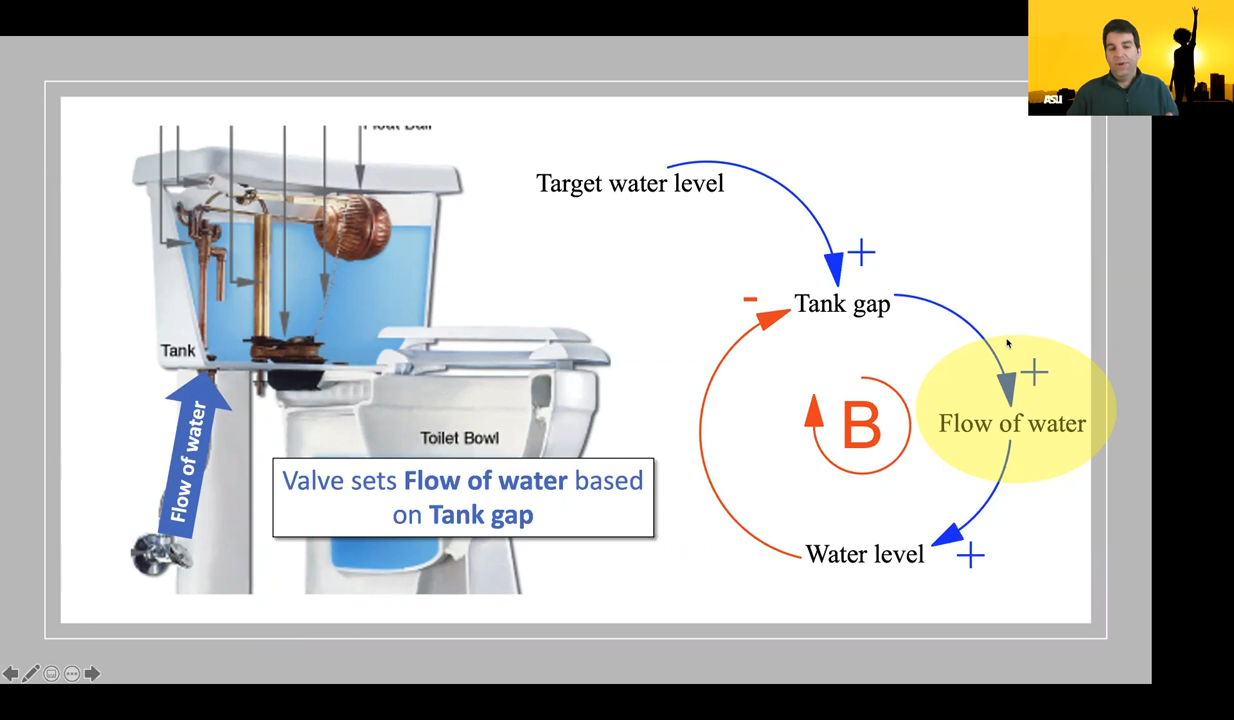 ASU
Float Ball
Target water level
+
- Tank gap
Tank
+
B
Flow of water
Flow of water
Toilet Bowl
Valve sets Flow of water based
on Tank gap
Water level +